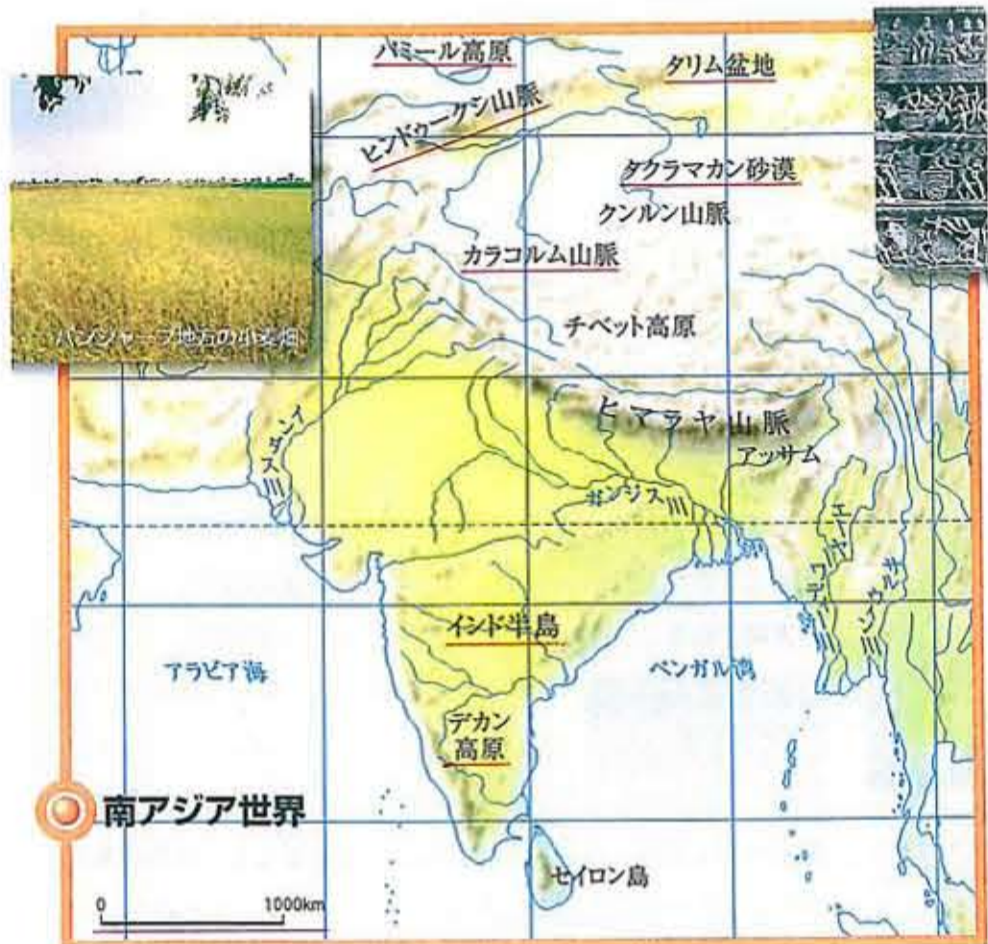 パミール高原
タリム盆地
ヒンドゥークシ山脈
タクラマカン砂漠
クンルン山脈
カラコルム山脈
チベット高原
パンジャーブ地方の小麦畑
ヒマラヤ山脈
アッサム
インダス川
ガンジス川
エーヤワディー川
サルウィン川
インド半島
アラビア海
ベンガル湾
デカン
高原
南アジア世界
セイロン島
0 1000km